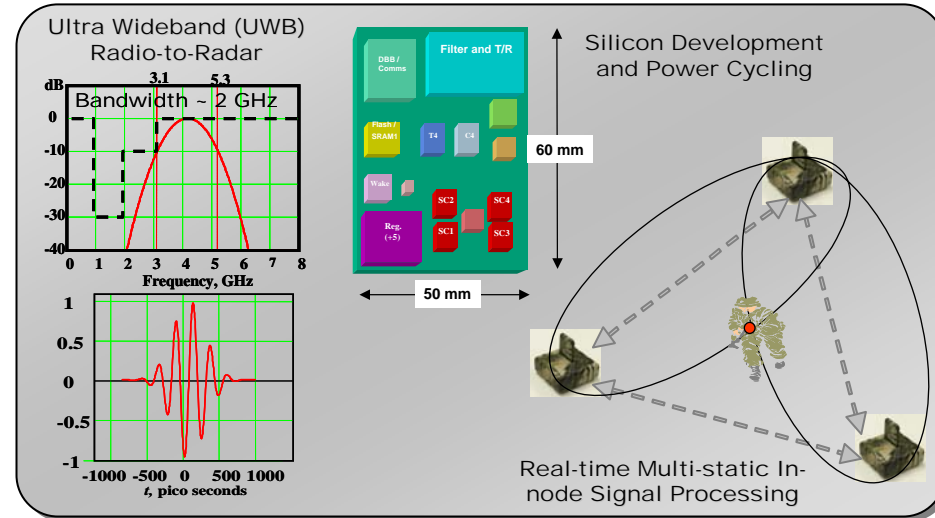 Ultra Wideband (UWB)
Radio-to-Radar
dB
3.1
5.3
Bandwidth ~ 2 GHz
0
-10
-20
-30
-40
0 1 2 3 4 5 6 7 8
Frequency, GHz
1
0.5
0
-0.5
-1
-1000 -500 0 500 1000
t, pico seconds
DBB /
Comms
Filter and T/R
Flash /
SRAM1
T4
C4
Wake
SC2
SC4
Reg.
(+5)
SC1
SC3
60 mm
50 mm
Silicon Development
and Power Cycling
Real-time Multi-static In-
node Signal Processing